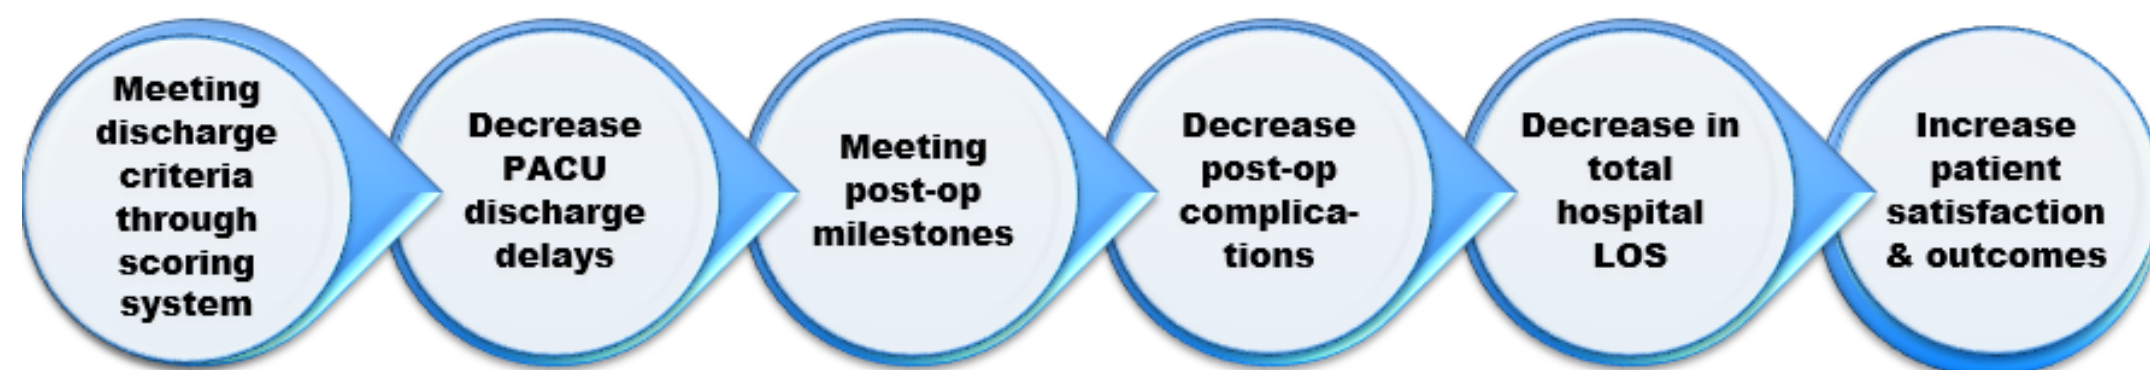 Meeting
discharge
criteria
through
scoring
system
Decrease
PACU
discharge
delays
Meeting
post-op
milestones
Decrease
post-op
complica-
tions
Decrease in
total
hospital
LOS
Increase
patient
satisfaction
& outcomes